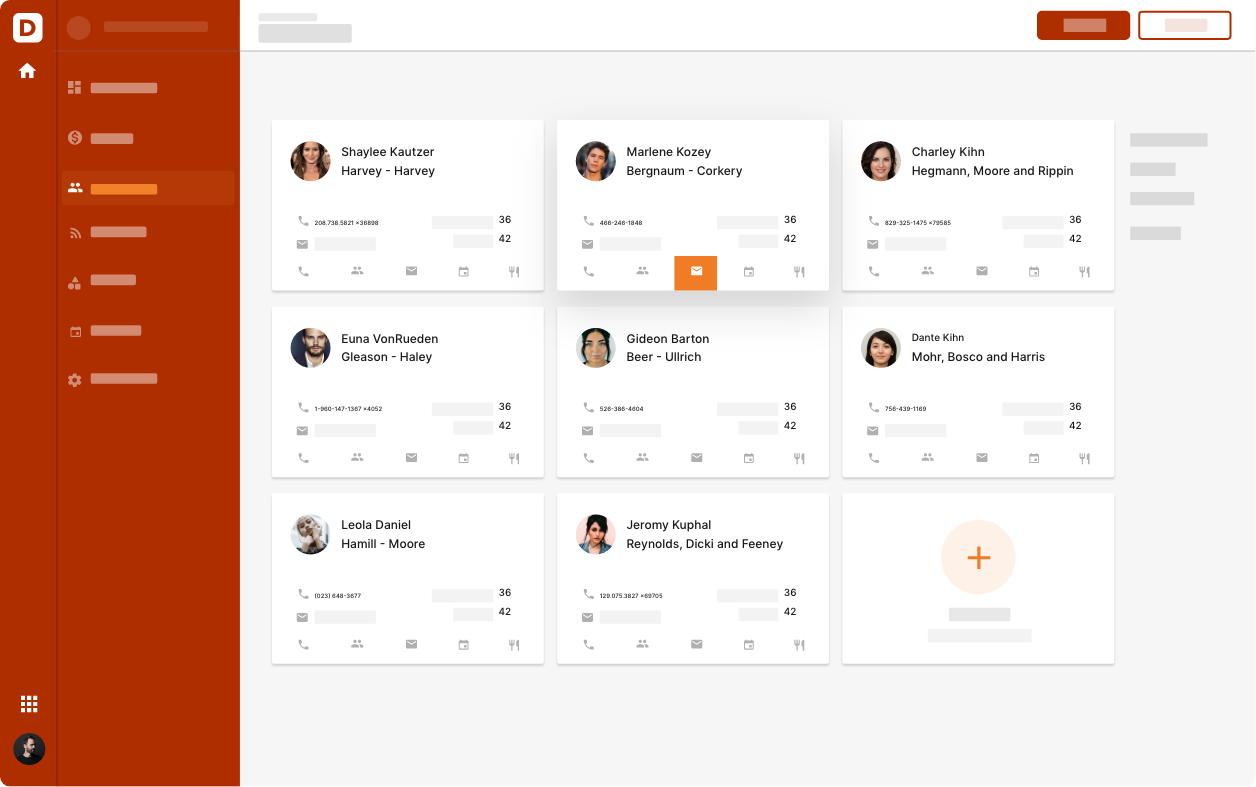 D
Shaylee Kautzer
Harvey - Harvey
208.738.5821 x36898
36
42
Marlene Kozey
Bergnaum - Corkery
466-246-1848
36
42
Charley Kihn
Hegmann, Moore and Rippin
829-325-1475 x79585
36
42
Euna VonRueden
Gleason - Haley
1-960-147-1367 x4052
36
42
Gideon Barton
Beer - Ullrich
526-386-4604
36
42
Dante Kihn
Mohr, Bosco and Harris
756-439-1169
36
42
Leola Daniel
Hamill - Moore
(023) 648-3677
36
42
Jeromy Kuphal
Reynolds, Dicki and Feeney
129.075.3827 x69705
36
42